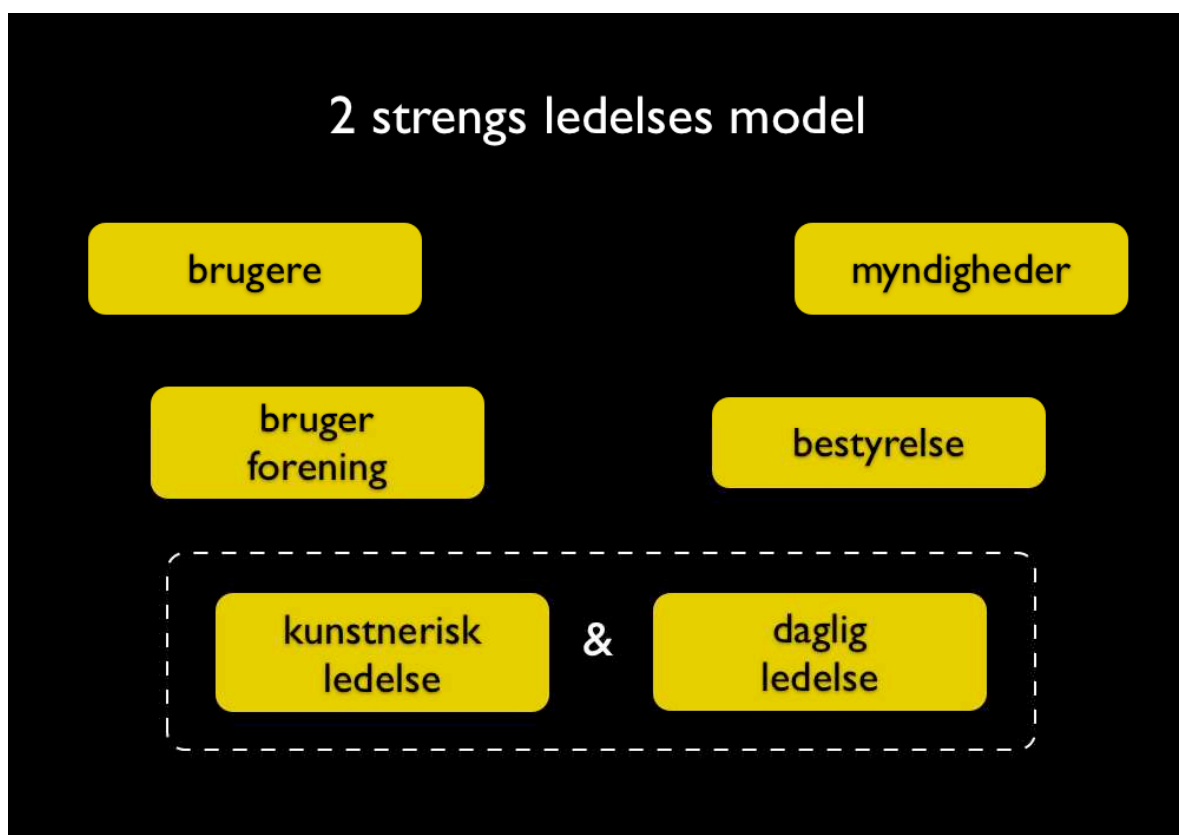 2 strengs ledelses model
brugere
myndigheder
bruger
forening
bestyrelse
kunstnerisk
ledelse
&
daglig
ledelse